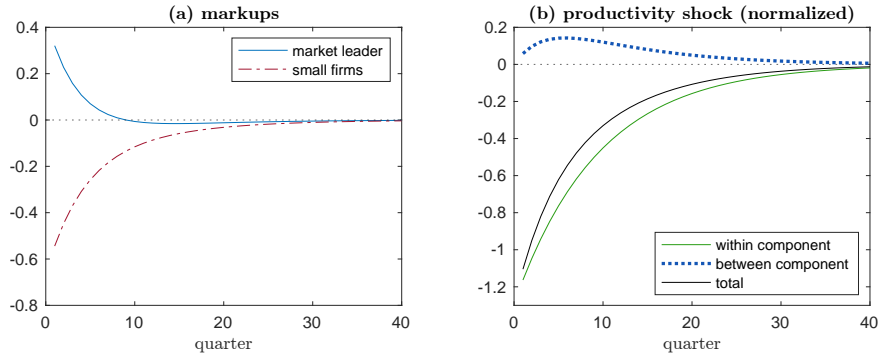 (a) markups
0.4
0.2
0
-0.2
-0.4
-0.6
-0.8
0 10 20 30 40
quarter
market leader
small firms
(b) productivity shock (normalized)
0.2
0
-0.2
-0.4
-0.6
-0.8
-1
-1.2
0 10 20 30 40
quarter
within component
between component
total